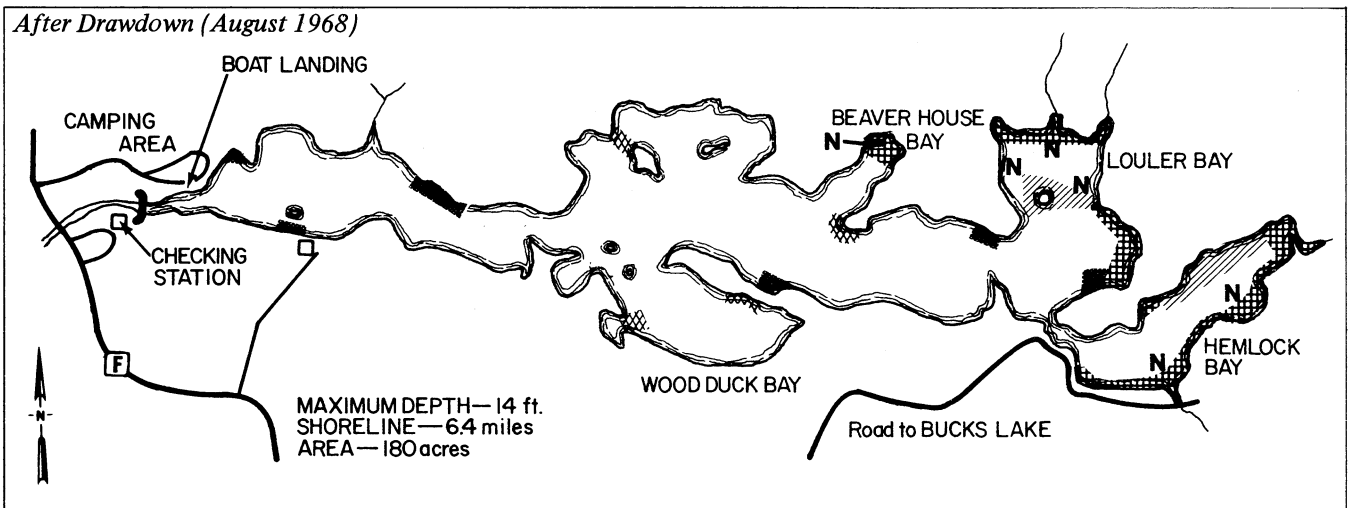 After Drawdown (August 1968)
BOAT LANDING
CAMPING
AREA
BEAVER HOUSE
BAY
N
N
N
N
LOULER BAY
CHECKING
STATION
N
HEMLOCK
BAY
N
F
WOOD DUCK BAY
-N-
MAXIMUM DEPTH—14 ft.
SHORELINE—6.4 miles
AREA—180 acres
Road to BUCKS LAKE